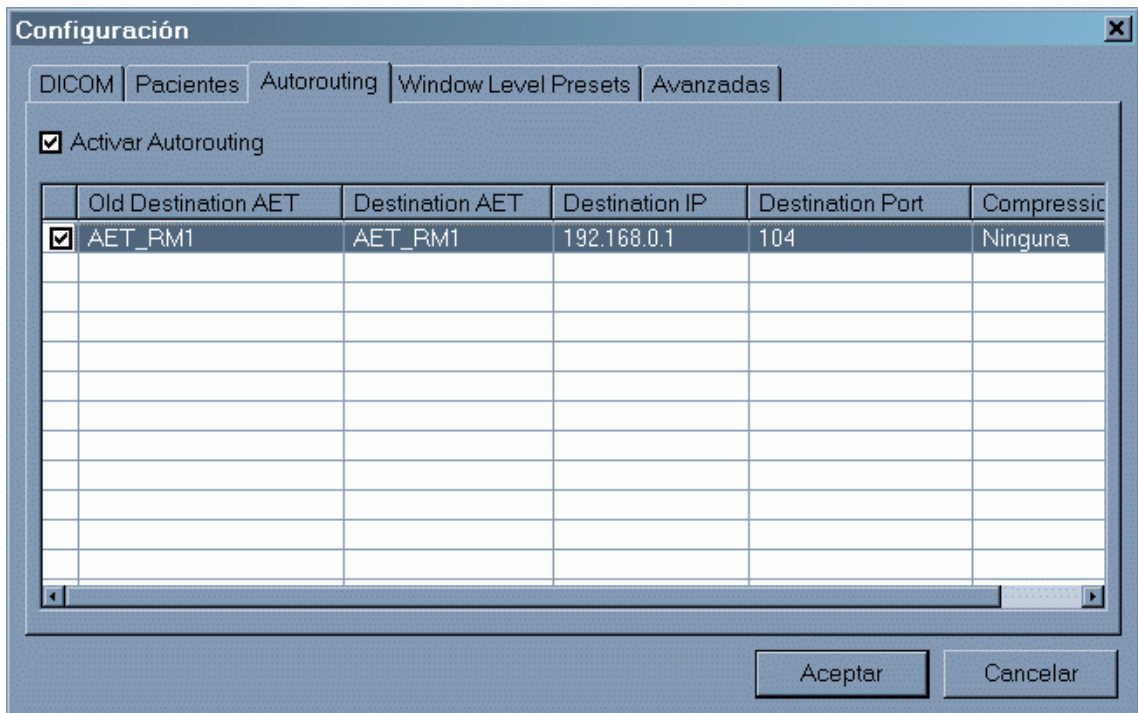 Configuración
DICOM Pacientes Autorouting Window Level Presets Avanzadas
Activar Autorouting
Old Destination AET Destination AET Destination IP Destination Port Compressic
AET_RM1 AET_RM1 192.168.0.1 104 Ninguna
Aceptar Cancelar